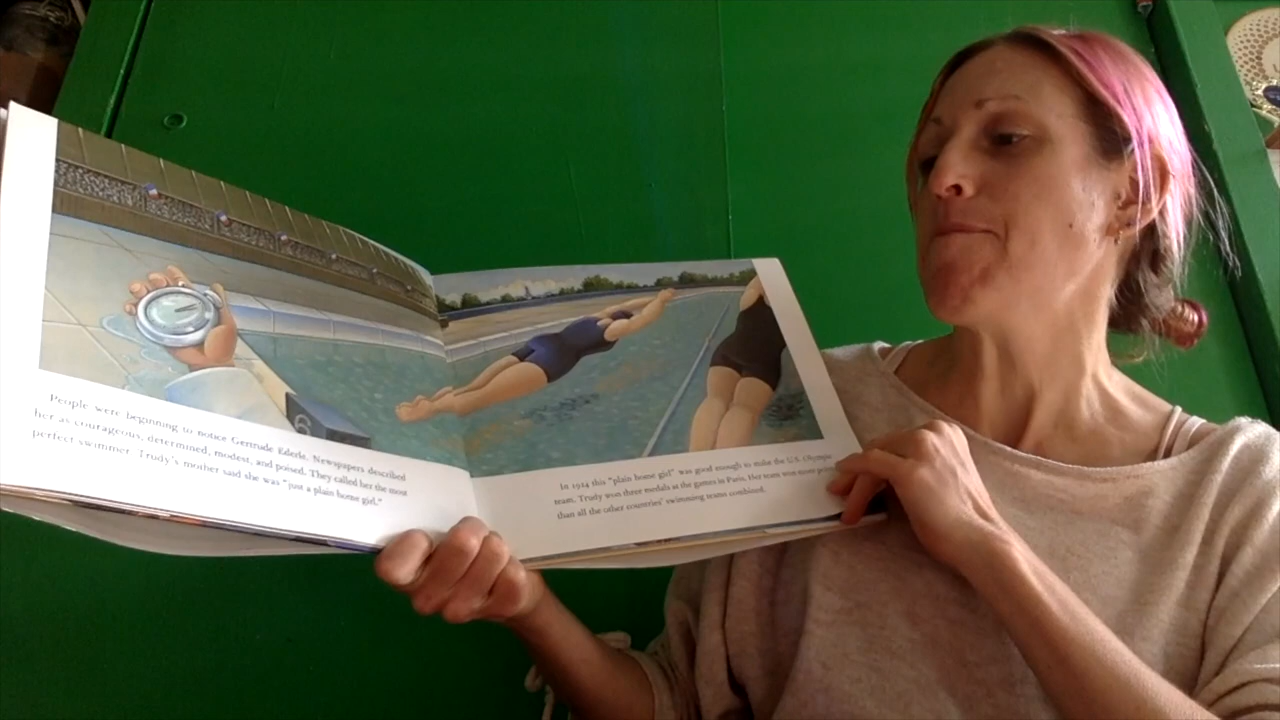 6
People were beginning to notice Gertrude Ederle. Newspapers described
her as courageous, determined, modest, and poised. They called her the most
perfect swimmer. Trudy's mother said she was "just a plain home girl."
In 1924 this "plain home girl" was good enough to make the U.S. Olympic
team. Trudy won three medals at the games in Paris. Her team won more points
than all the other countries' swimming teams combined.